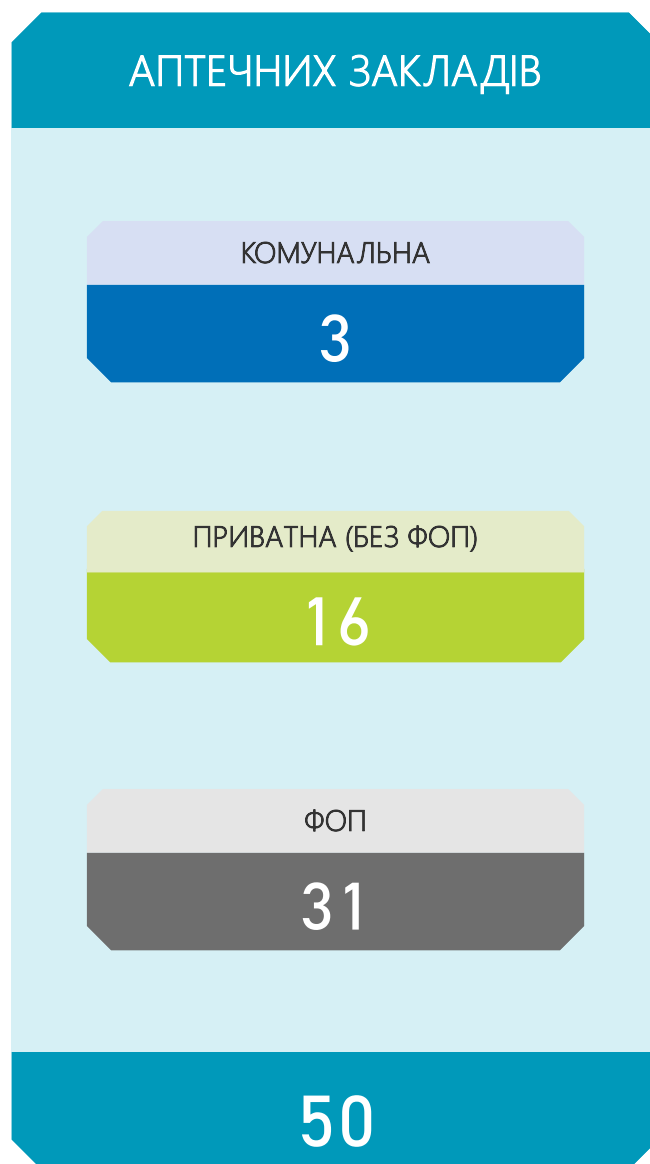 АПТЕЧНИХ ЗАКЛАДІВ
КОМУНАЛЬНА
3
ПРИВАТНА (БЕЗ ФОП)
16
ФОП
31
50